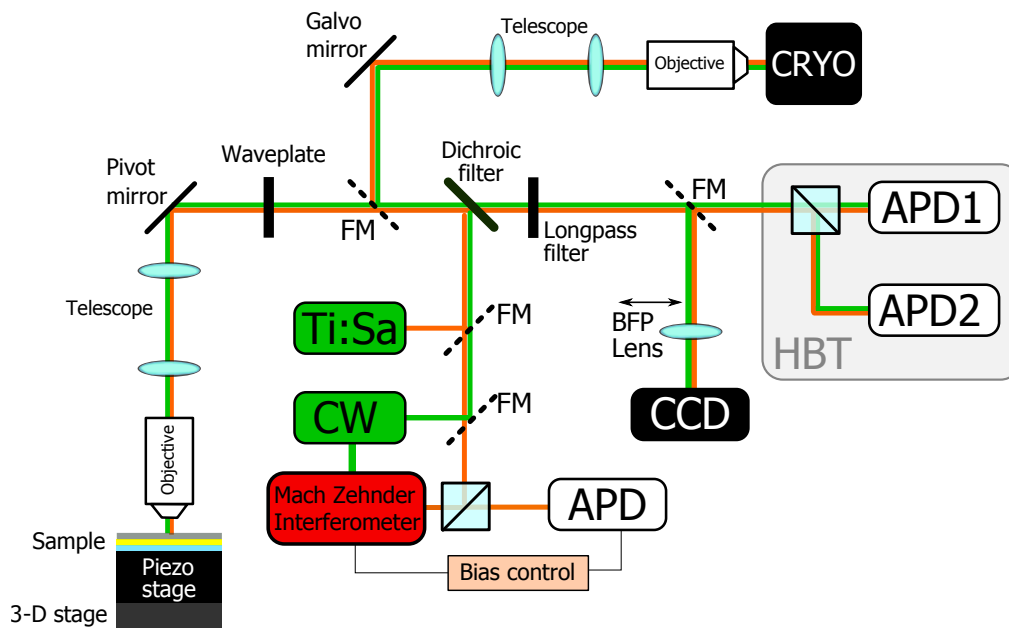 Galvo
mirror
Telescope
Objective
CRYO
Pivot
mirror
Waveplate
FM
Dichroic
filter
Longpass
filter
FM
APD1
APD2
HBT
Telescope
Ti:Sa
FM
BFP
Lens
CCD
CW
FM
Objective
Mach Zehnder
Interferometer
APD
Sample
Piezo
stage
3-D stage
Bias control